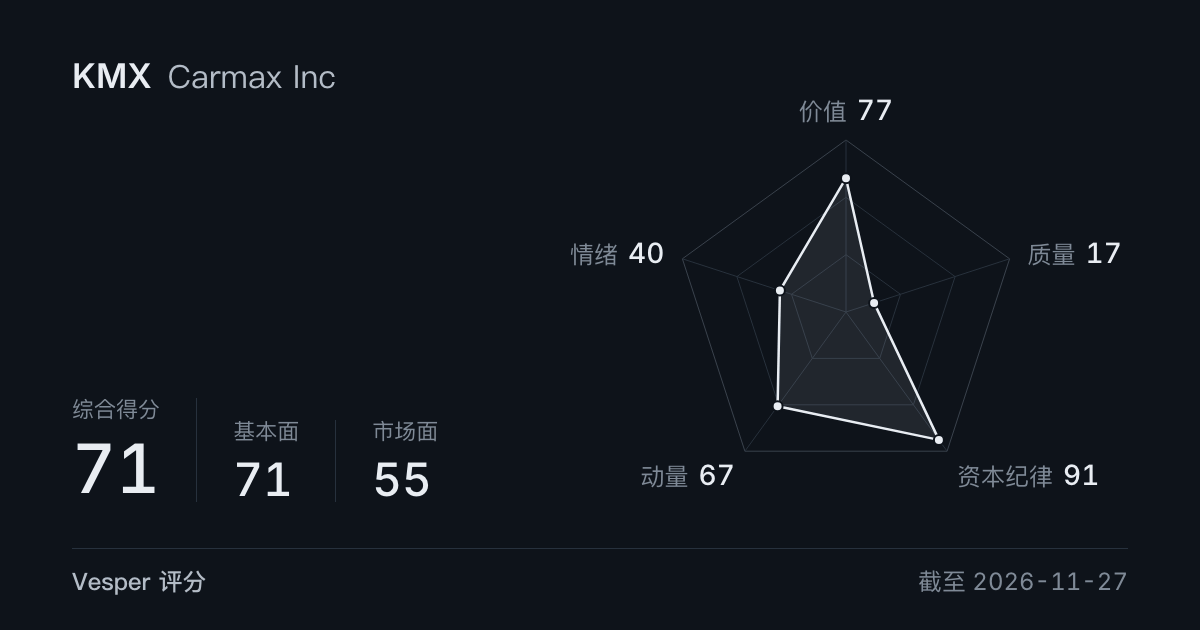 KMX Carmax Inc
价值 77
情绪 40
质量 17
动量 67
资本纪律 91
综合得分
71
基本面
71
市场面
55
Vesper 评分
截至 2026-11-27